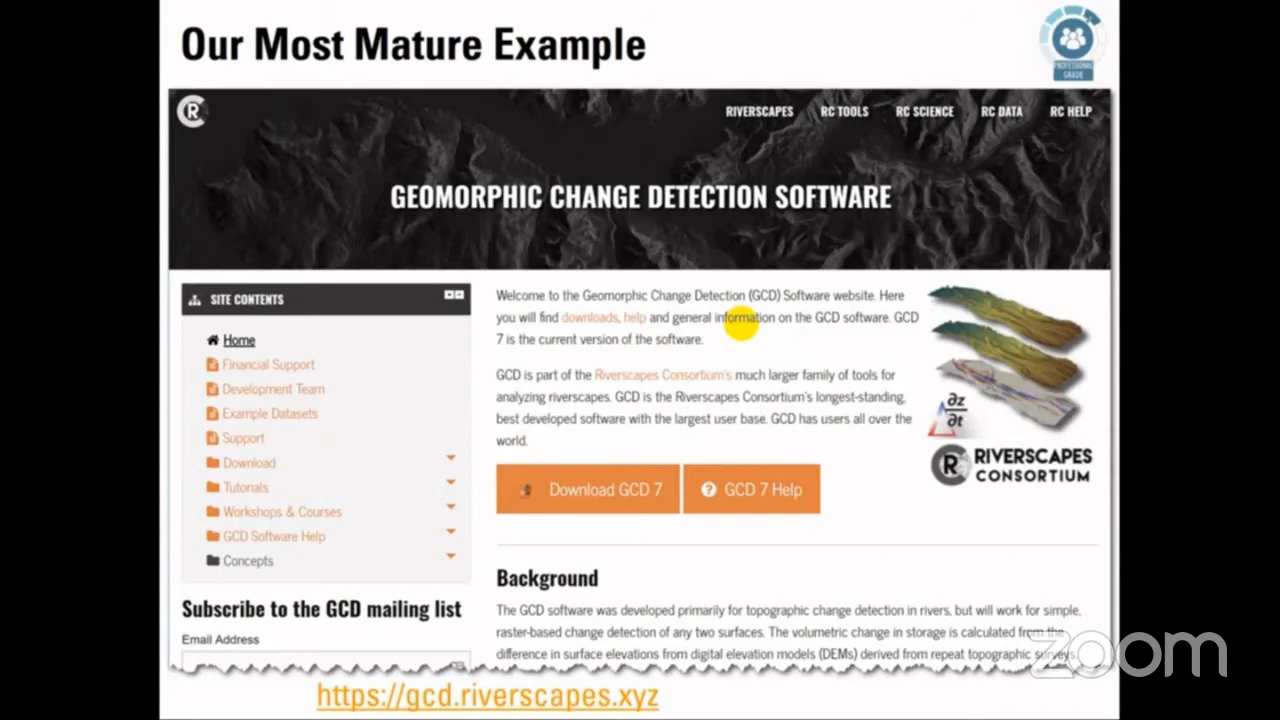 Our Most Mature Example
PROFESSIONAL
GRADE
R
RIVERSCAPES RC TOOLS RC SCIENCE RC DATA RC HELP
GEOMORPHIC CHANGE DETECTION SOFTWARE
SITE CONTENTS
Home
Financial Support
Development Team
Example Datasets
Support
Download
Tutorials
Workshops & Courses
GCD Software Help
Concepts
Subscribe to the GCD mailing list
Email Address
Welcome to the Geomorphic Change Detection (GCD) Software website. Here
you will find downloads, help and general information on the GCD software. GCD
7 is the current version of the software.
GCD is part of the Riverscapes Consortium's much larger family of tools for
analyzing riverscapes. GCD is the Riverscapes Consortium's longest-standing,
best developed software with the largest user base. GCD has users all over the
world.
Download GCD 7
? GCD 7 Help
∂z
∂t
R RIVERSCAPES
CONSORTIUM
Background
The GCD software was developed primarily for topographic change detection in rivers, but will work for simple,
raster-based change detection of any two surfaces. The volumetric change in storage is calculated from the
difference in surface elevations from digital elevation models (DEMs) derived from repeat topographic surveys.
https://gcd.riverscapes.xyz
zoom